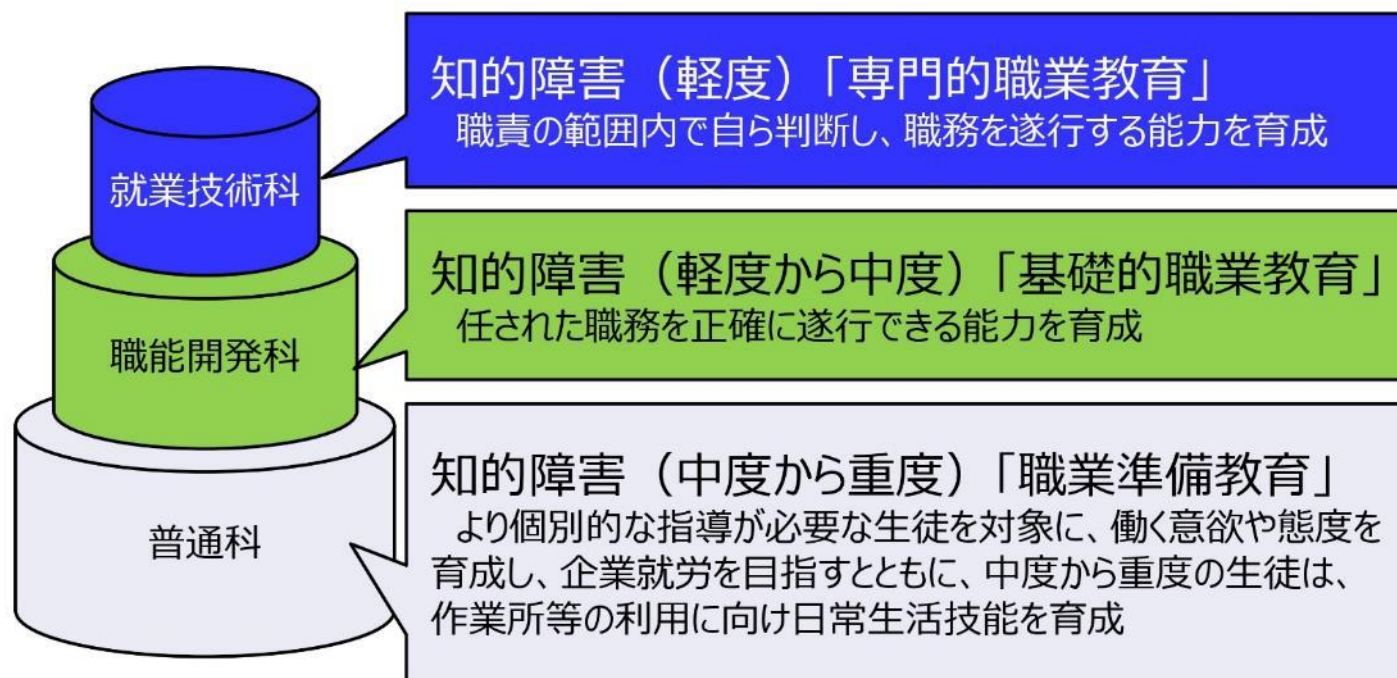 就業技術科
知的障害（軽度）「専門的職業教育」
職責の範囲内で自ら判断し、職務を遂行する能力を育成
職能開発科
知的障害（軽度から中度）「基礎的職業教育」
任された職務を正確に遂行できる能力を育成
普通科
知的障害（中度から重度）「職業準備教育」
より個別的な指導が必要な生徒を対象に、働く意欲や態度を
育成し、企業就労を目指すとともに、中度から重度の生徒は、
作業所等の利用に向け日常生活技能を育成